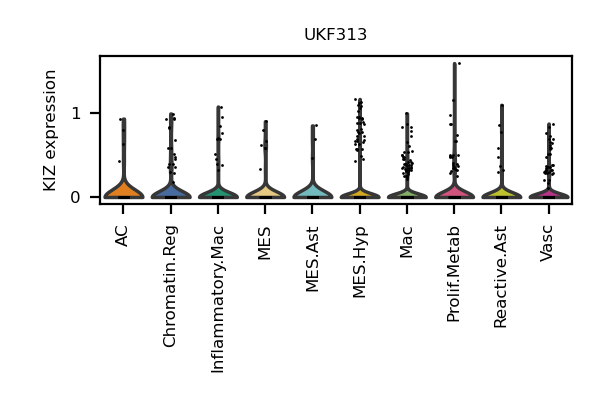 UKF313
KIZ expression
1
0
AC
Chromatin.Reg
Inflammatory.Mac
MES
MES.Ast
MES.Hyp
Mac
Prolif.Metab
Reactive.Ast
Vasc